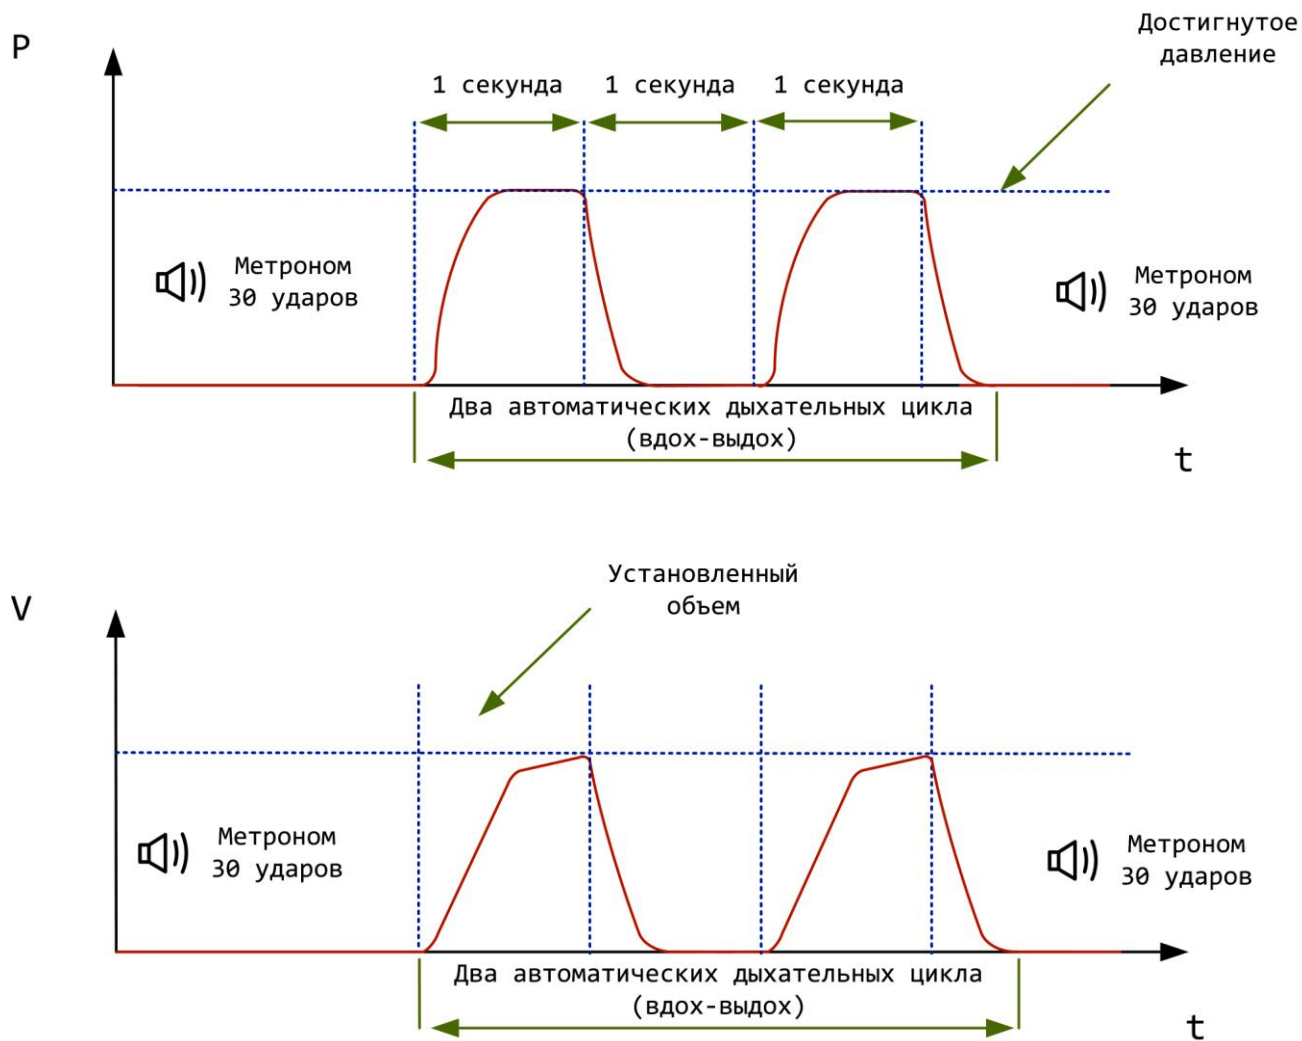 P
Достигнутое
давление
1 секунда 1 секунда 1 секунда
Метроном
30 ударов
Метроном
30 ударов
Два автоматических дыхательных цикла
(вдох-выдох)
t
V
Установленный
объем
Метроном
30 ударов
Метроном
30 ударов
Два автоматических дыхательных цикла
(вдох-выдох)
t